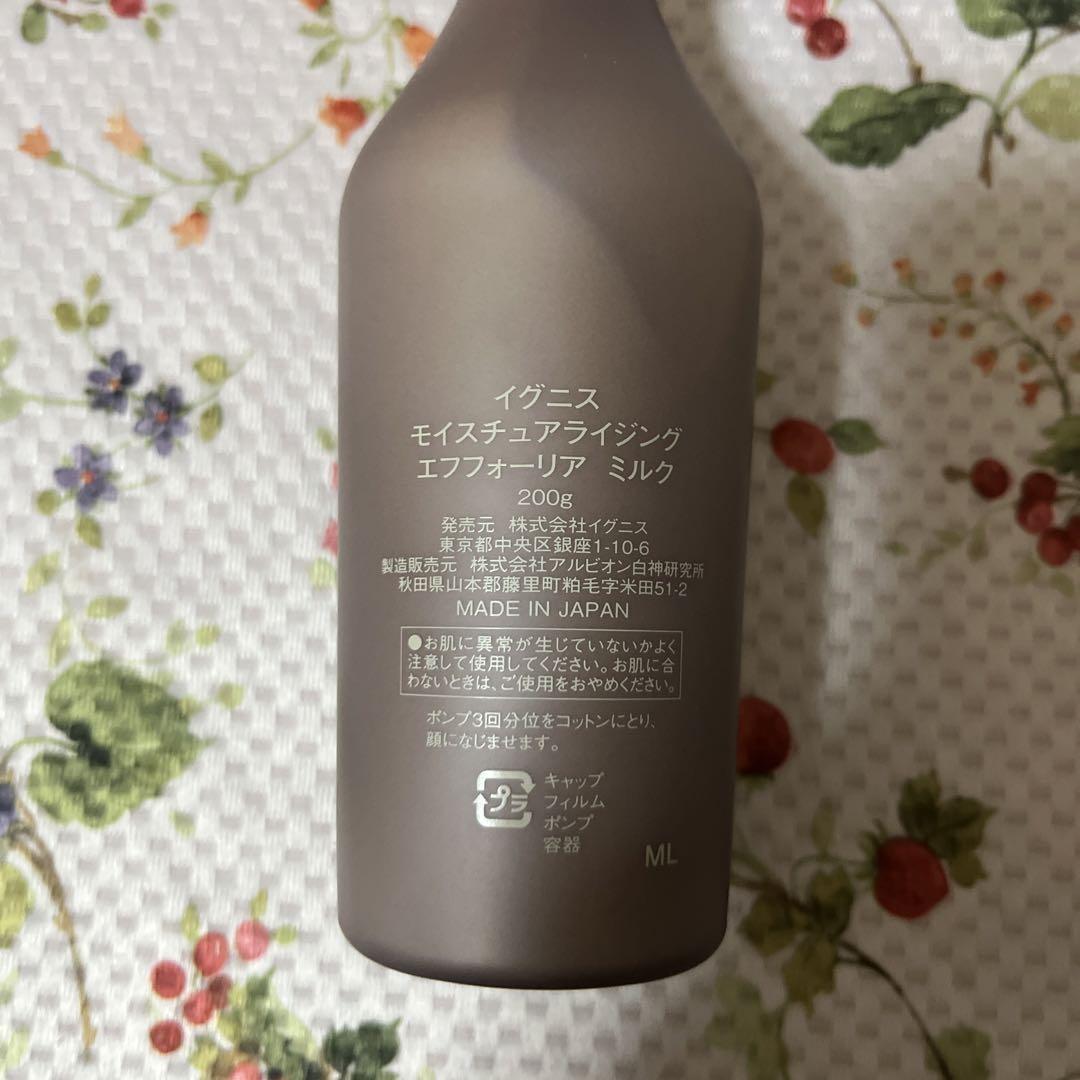 イグニス
モイスチュアライジング
エフフォーリア ミルク
200g
発売元 株式会社イグニス
東京都中央区銀座1-10-6
製造販売元 株式会社アルビオン白神研究所
秋田県山本郡藤里町粕毛字米田51-2
MADE IN JAPAN
●お肌に異常が生じていないかよく
注意して使用してください。お肌に合
わないときは、ご使用をおやめください。
ポンプ3回分位をコットンにとり、
顔になじませます。
プラ
キャップ
フィルム
ポンプ
容器
ML